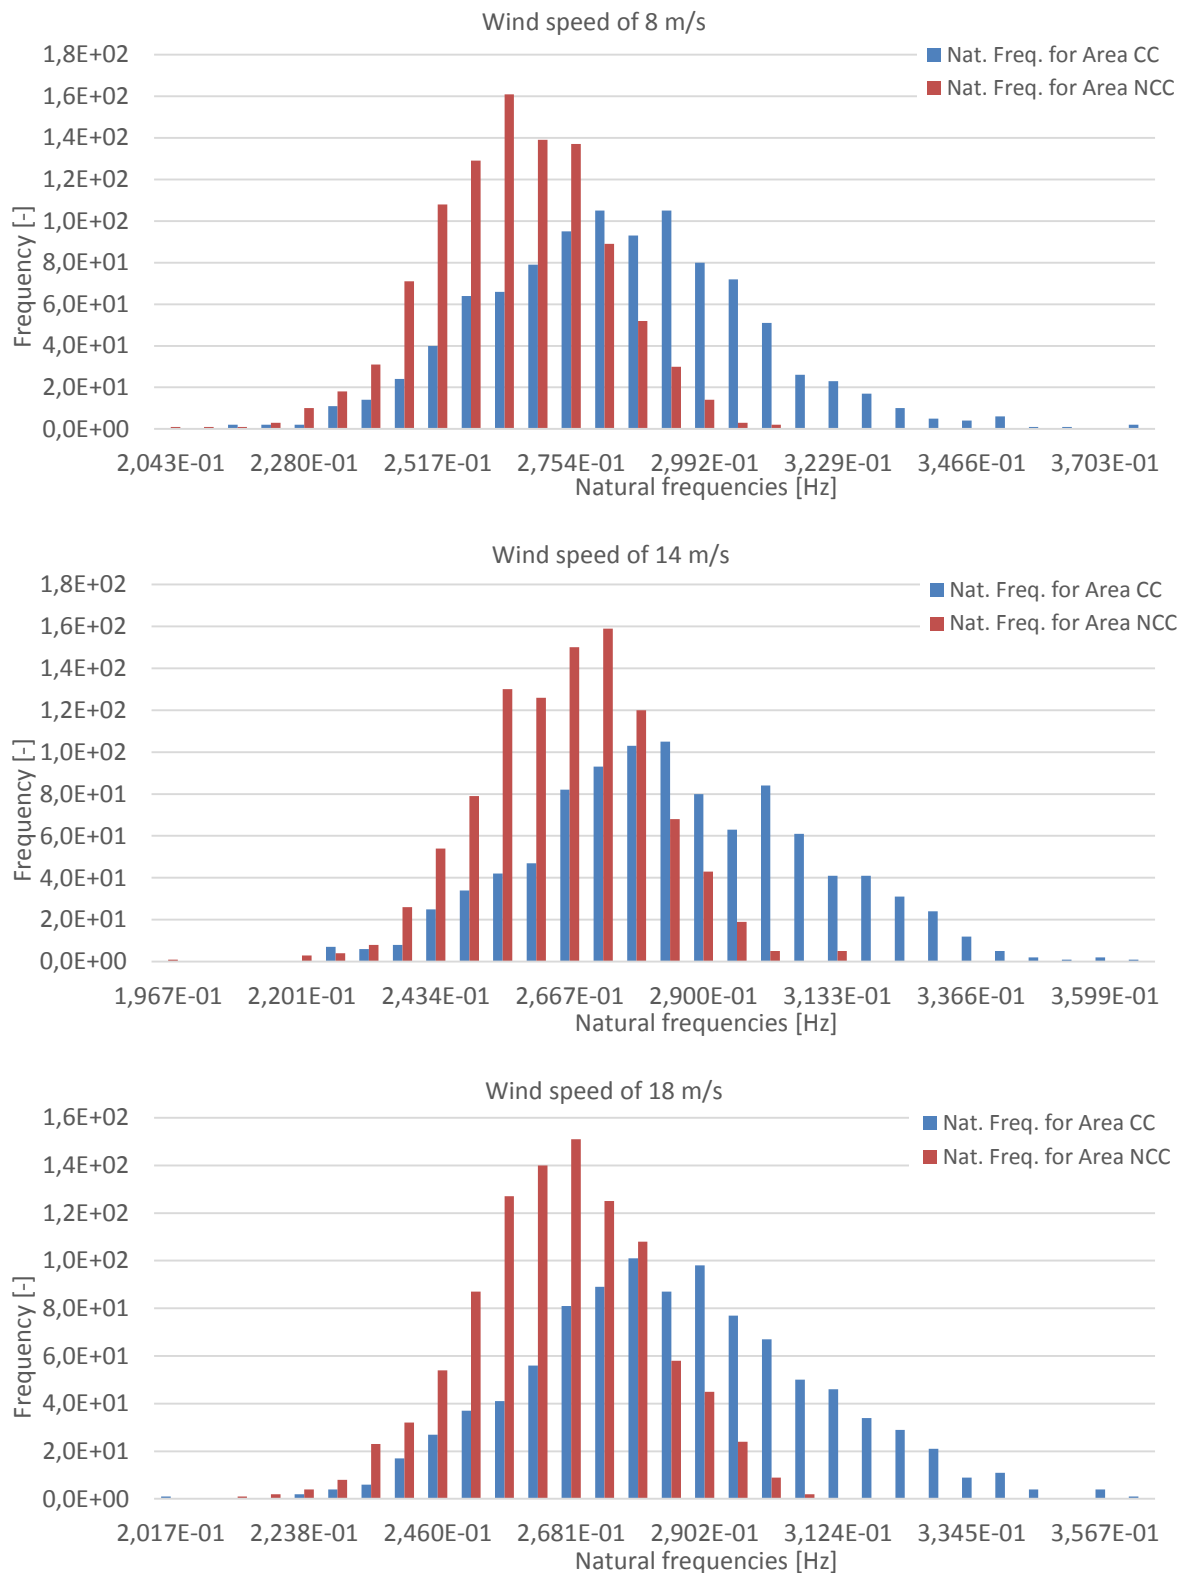 Wind speed of 8 m/s
1,8E+02
Nat. Freq. for Area CC
1,6E+02
Nat. Freq. for Area NCC
1,4E+02
1,2E+02
1,0E+02
8,0E+01
6,0E+01
4,0E+01
2,0E+01
0,0E+00
Frequency [-]
2,043E-01 2,280E-01 2,517E-01 2,754E-01 2,992E-01 3,229E-01 3,466E-01 3,703E-01
Natural frequencies [Hz]
Wind speed of 14 m/s
1,8E+02
Nat. Freq. for Area CC
1,6E+02
Nat. Freq. for Area NCC
1,4E+02
1,2E+02
1,0E+02
8,0E+01
6,0E+01
4,0E+01
2,0E+01
0,0E+00
Frequency [-]
1,967E-01 2,201E-01 2,434E-01 2,667E-01 2,900E-01 3,133E-01 3,366E-01 3,599E-01
Natural frequencies [Hz]
Wind speed of 18 m/s
1,6E+02
Nat. Freq. for Area CC
1,4E+02
Nat. Freq. for Area NCC
1,2E+02
1,0E+02
8,0E+01
6,0E+01
4,0E+01
2,0E+01
0,0E+00
Frequency [-]
2,017E-01 2,238E-01 2,460E-01 2,681E-01 2,902E-01 3,124E-01 3,345E-01 3,567E-01
Natural frequencies [Hz]